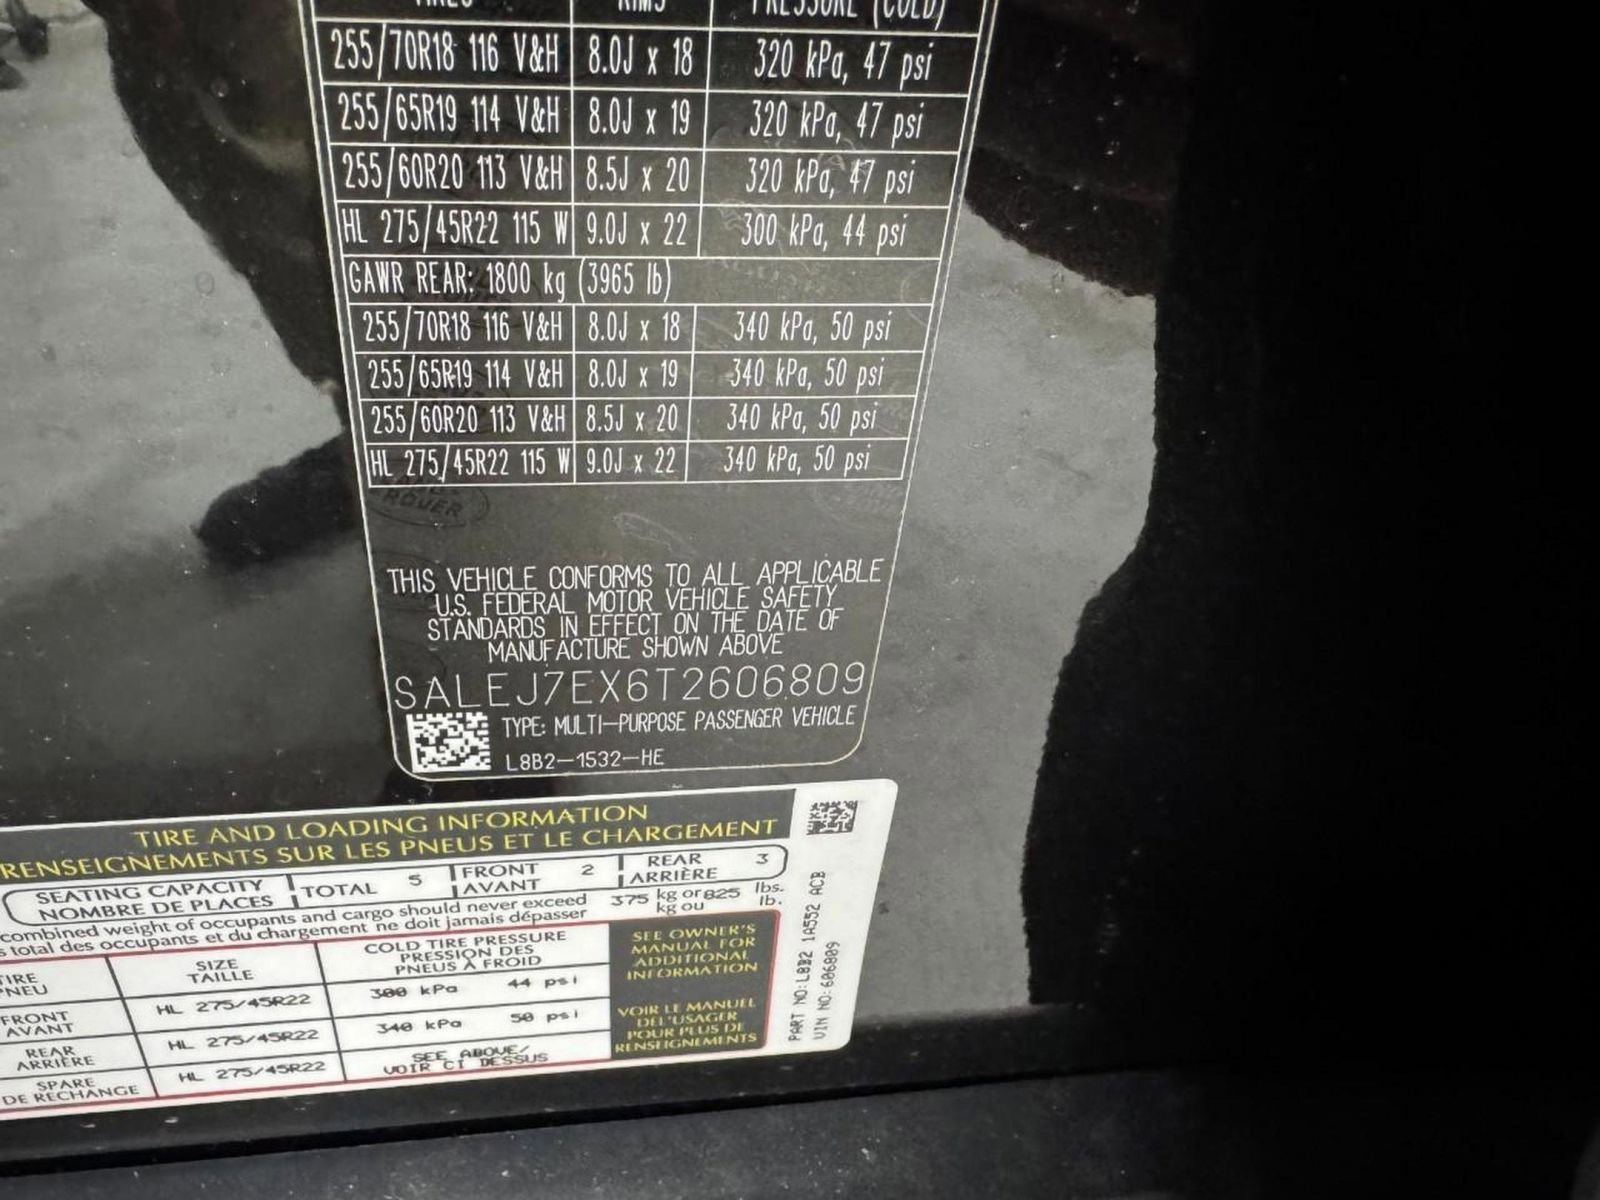 TIRES RIMS PRESSURE (COLD)
255/70R18 116 V&H 8.0J x 18 320 kPa, 47 psi
255/65R19 114 V&H 8.0J x 19 320 kPa, 47 psi
255/60R20 113 V&H 8.5J x 20 320 kPa, 47 psi
HL 275/45R22 115 W 9.0J x 22 300 kPa, 44 psi
GAWR REAR: 1800 kg (3965 lb)
255/70R18 116 V&H 8.0J x 18 340 kPa, 50 psi
255/65R19 114 V&H 8.0J x 19 340 kPa, 50 psi
255/60R20 113 V&H 8.5J x 20 340 kPa, 50 psi
HL 275/45R22 115 W 9.0J x 22 340 kPa, 50 psi
ROVER
THIS VEHICLE CONFORMS TO ALL APPLICABLE
U.S. FEDERAL MOTOR VEHICLE SAFETY
STANDARDS IN EFFECT ON THE DATE OF
MANUFACTURE SHOWN ABOVE
SALEJ7EX6T2606809
TYPE: MULTI-PURPOSE PASSENGER VEHICLE
L8B2-1532-HE
TIRE AND LOADING INFORMATION
RENSEIGNEMENTS SUR LES PNEUS ET LE CHARGEMENT
SEATING CAPACITY
NOMBRE DE PLACES
TOTAL 5
FRONT
AVANT
2
REAR
ARRIÈRE
3
combined weight of occupants and cargo should never exceed 375 kg or 825 lbs.
total des occupants et du chargement ne doit jamais dépasser kg ou lb.
TIRE
PNEU
SIZE
TAILLE
COLD TIRE PRESSURE
PRESSION DES
PNEUS À FROID
FRONT
AVANT
HL 275/45R22
300 kPa 44 psi
REAR
ARRIÈRE
HL 275/45R22
340 kPa 50 psi
SPARE
DE RECHANGE
HL 275/45R22
SEE ABOVE/
VOIR CI DESSUS
SEE OWNER'S
MANUAL FOR
ADDITIONAL
INFORMATION
VOIR LE MANUEL
DE L'USAGER
POUR PLUS DE
RENSEIGNEMENTS
PART NO:L8B2 1A552 ACB
VIN NO:606809